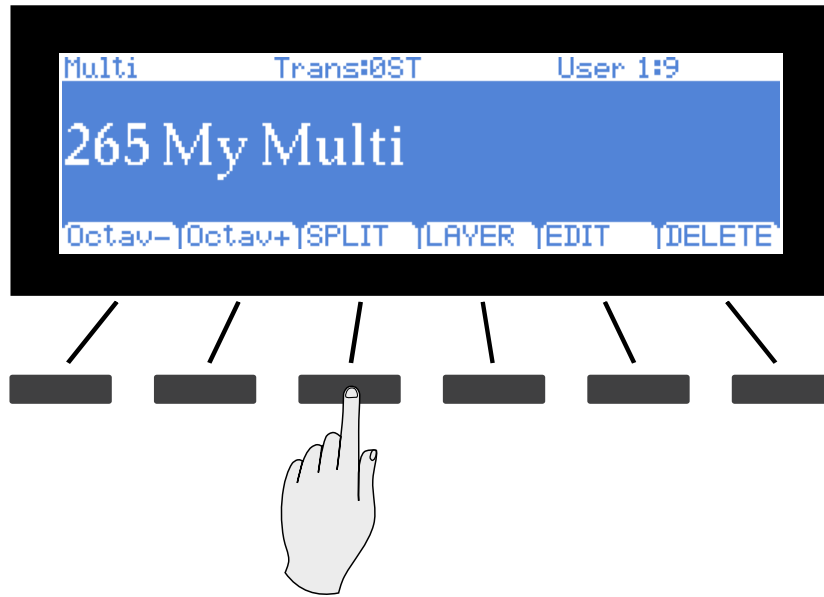 Multi Trans:0ST User 1:9
265 My Multi
Octav- Octav+ SPLIT LAYER EDIT DELETE